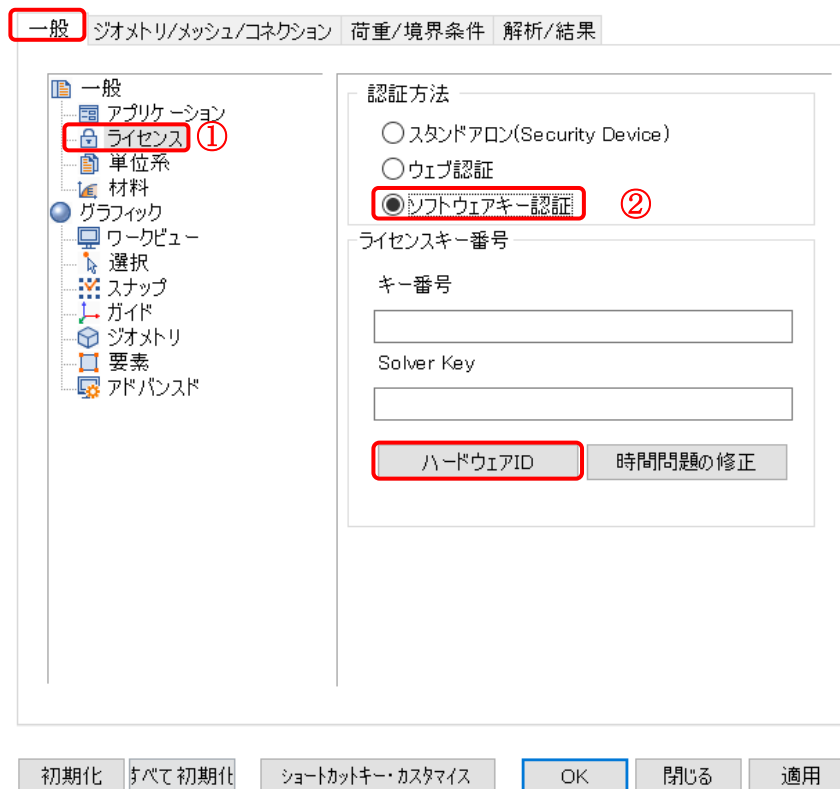 一般 ジオメトリ/メッシュ/コネクション 荷重/境界条件 解析/結果
一般
アプリケーション
ライセンス ①
単位系
材料
グラフィック
ワークビュー
選択
スナップ
ガイド
ジオメトリ
要素
アドバンスド
認証方法
スタンドアロン(Security Device)
ウェブ認証
ソフトウェアキー認証 ②
ライセンスキー番号
キー番号
Solver Key
ハードウェアID 時間問題の修正
初期化 すべて初期化 ショートカットキー・カスタマイズ OK 閉じる 適用